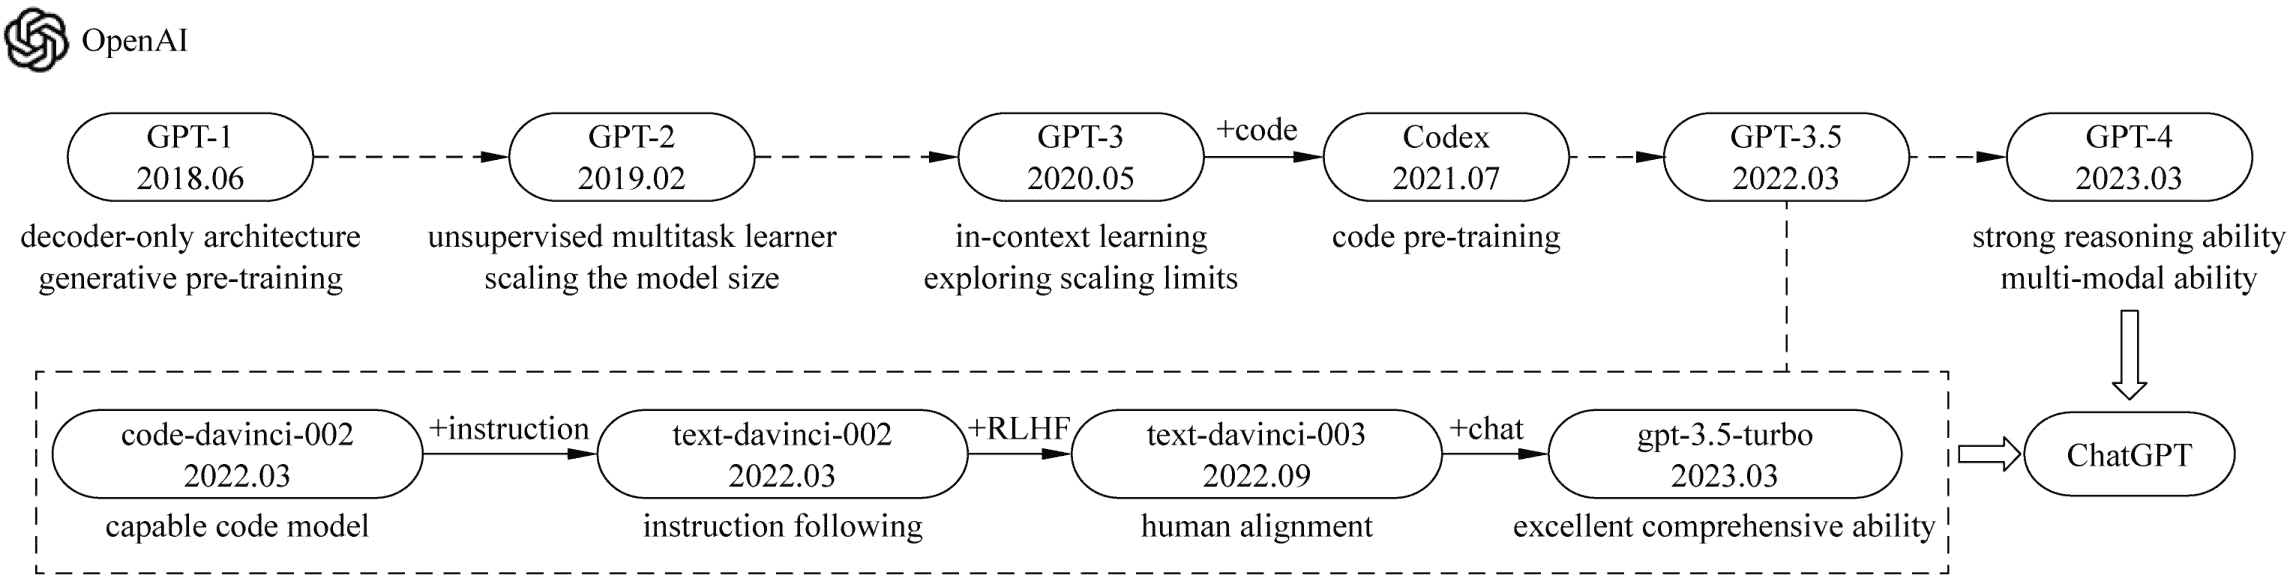 OpenAI
GPT-1
2018.06
decoder-only architecture
generative pre-training
GPT-2
2019.02
unsupervised multitask learner
scaling the model size
GPT-3
2020.05
in-context learning
exploring scaling limits
+code
Codex
2021.07
code pre-training
GPT-3.5
2022.03
GPT-4
2023.03
strong reasoning ability
multi-modal ability
code-davinci-002
2022.03
capable code model
+instruction
text-davinci-002
2022.03
instruction following
+RLHF
text-davinci-003
2022.09
human alignment
+chat
gpt-3.5-turbo
2023.03
excellent comprehensive ability
ChatGPT